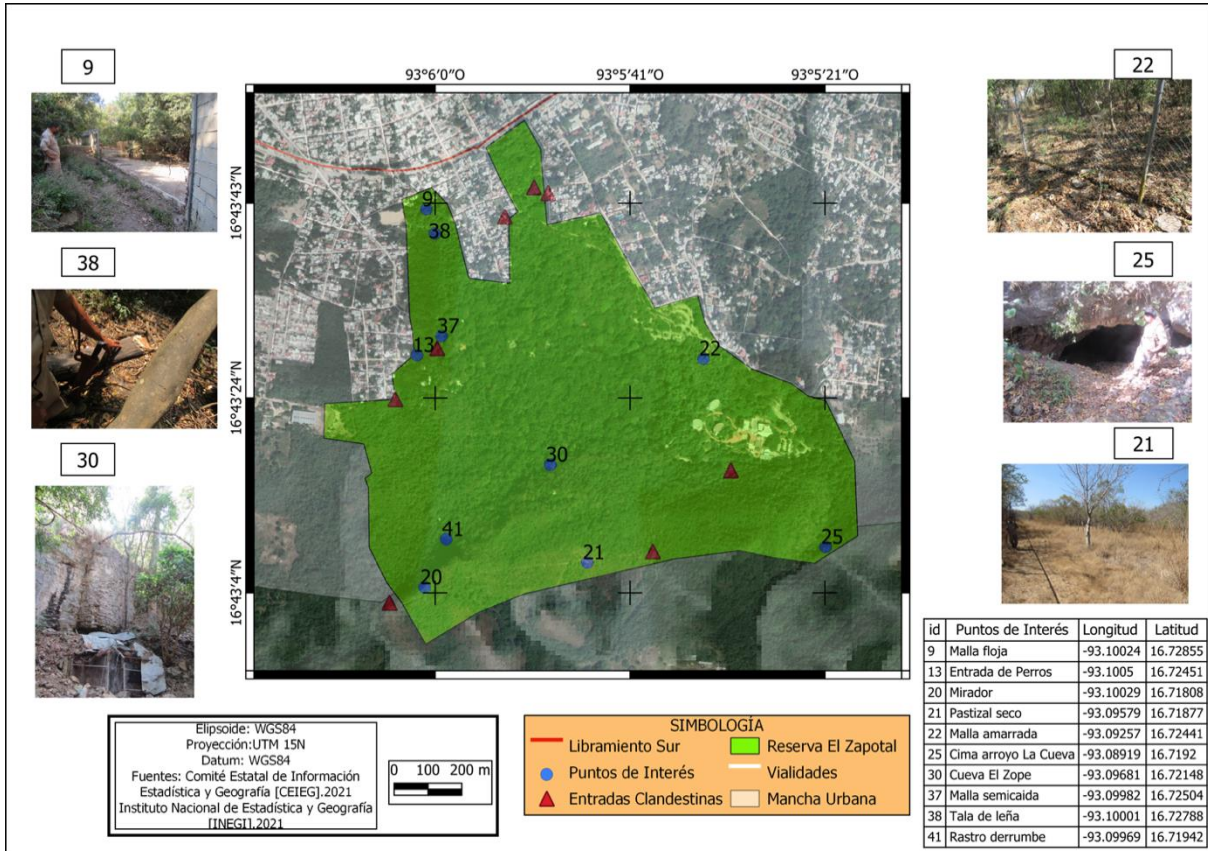 9
38
30
93°6′0″O 93°5′41″O 93°5′21″O
16°43′43″N
16°43′24″N
16°43′4″N
9
38
37
13
22
30
41
21
25
20
22
25
21
Elipsoide: WGS84
Proyección:UTM 15N
Datum: WGS84
Fuentes: Comité Estatal de Información
Estadística y Geografía [CEIEG].2021
Instituto Nacional de Estadística y Geografía
[INEGI].2021
0 100 200 m
SIMBOLOGÍA
Libramiento Sur Reserva El Zapotal
Puntos de Interés Vialidades
Entradas Clandestinas Mancha Urbana
id Puntos de Interés Longitud Latitud
9 Malla floja -93.10024 16.72855
13 Entrada de Perros -93.1005 16.72451
20 Mirador -93.10029 16.71808
21 Pastizal seco -93.09579 16.71877
22 Malla amarrada -93.09257 16.72441
25 Cima arroyo La Cueva -93.08919 16.7192
30 Cueva El Zope -93.09681 16.72148
37 Malla semicaida -93.09982 16.72504
38 Tala de leña -93.10001 16.72788
41 Rastro derrumbe -93.09969 16.71942